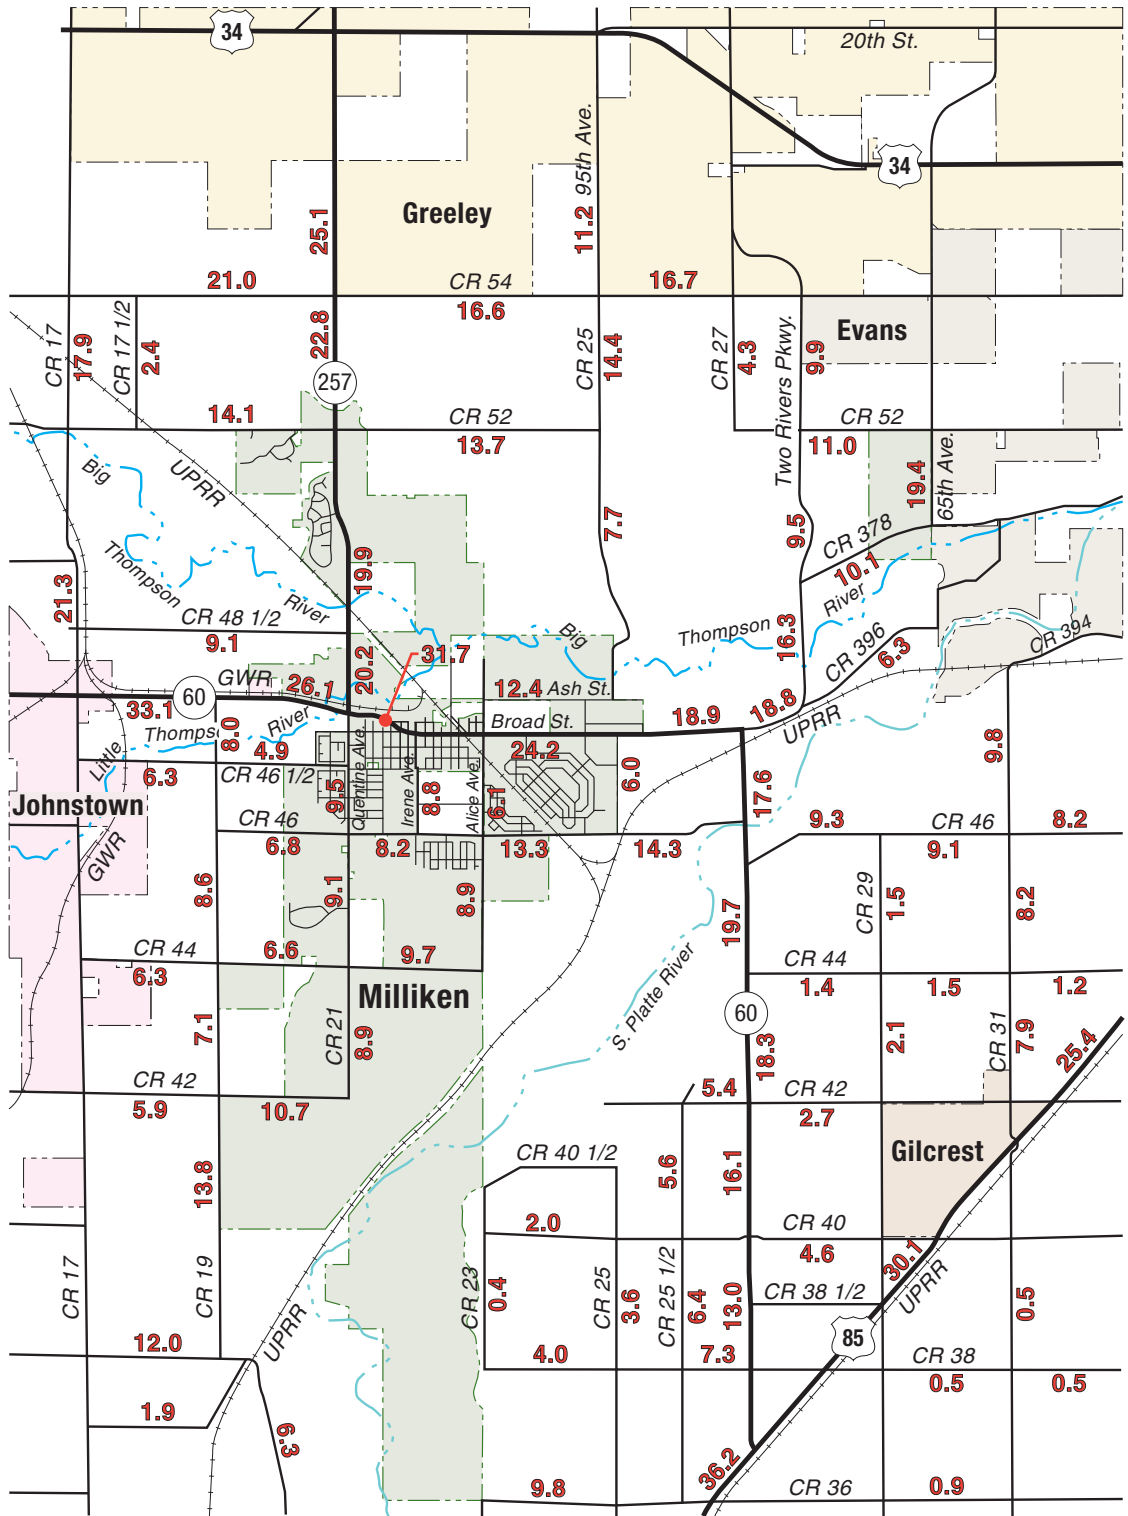 34
20th St.
95th Ave.
34
Greeley
25.1
11.2
21.0
CR 54
16.7
16.6
CR 17
17.9
CR 17 1/2
2.4
22.8
CR 25
14.4
CR 27
4.3
Two Rivers Pkwy.
9.9
Evans
257
14.1
CR 52
13.7
CR 52
11.0
Big
UPRR
19.4
65th Ave.
7.7
9.5
CR 378
10.1
Thompson
River
19.9
21.3
CR 48 1/2
9.1
River
Big
Thompson
16.3
CR 396
6.3
CR 394
31.7
20.2
GWR
26.1
12.4
Ash St.
60
33.1
River
Thomps
8.0
4.9
Broad St.
18.9
18.8
UPRR
24.2
9.8
Little
6.3
CR 46 1/2
9.5
Quentine Ave.
Irene Ave.
8.8
Alice Ave.
6.1
6.0
17.6
Johnstown
CR 46
6.8
8.2
13.3
14.3
9.3
CR 46
8.2
9.1
GWR
8.6
9.1
8.9
19.7
CR 29
1.5
8.2
CR 44
6.3
6.6
9.7
S. Platte River
CR 44
1.4
1.5
1.2
Milliken
60
7.1
CR 21
8.9
18.3
2.1
CR 31
7.9
25.4
CR 42
5.9
10.7
5.4
CR 42
2.7
Gilcrest
13.8
CR 40 1/2
5.6
16.1
2.0
CR 40
4.6
30.1
UPRR
CR 17
CR 19
UPRR
CR 23
0.4
CR 25
3.6
CR 25 1/2
6.4
13.0
CR 38 1/2
0.5
85
12.0
4.0
7.3
CR 38
0.5
0.5
1.9
6.3
36.2
9.8
CR 36
0.9